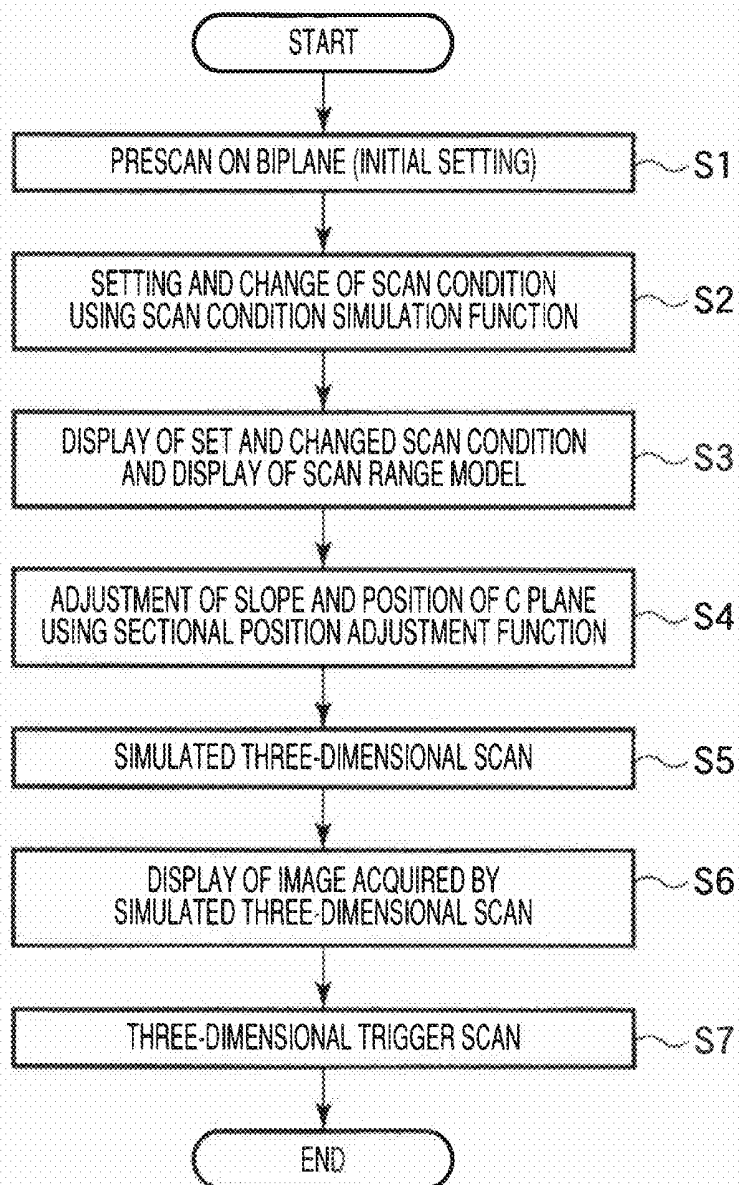 START
PRESCAN ON BIPLANE (INITIAL SETTING)
S1
SETTING AND CHANGE OF SCAN CONDITION
USING SCAN CONDITION SIMULATION FUNCTION
S2
DISPLAY OF SET AND CHANGED SCAN CONDITION
AND DISPLAY OF SCAN RANGE MODEL
S3
ADJUSTMENT OF SLOPE AND POSITION OF C PLANE
USING SECTIONAL POSITION ADJUSTMENT FUNCTION
S4
SIMULATED THREE-DIMENSIONAL SCAN
S5
DISPLAY OF IMAGE ACQUIRED BY
SIMULATED THREE-DIMENSIONAL SCAN
S6
THREE-DIMENSIONAL TRIGGER SCAN
S7
END